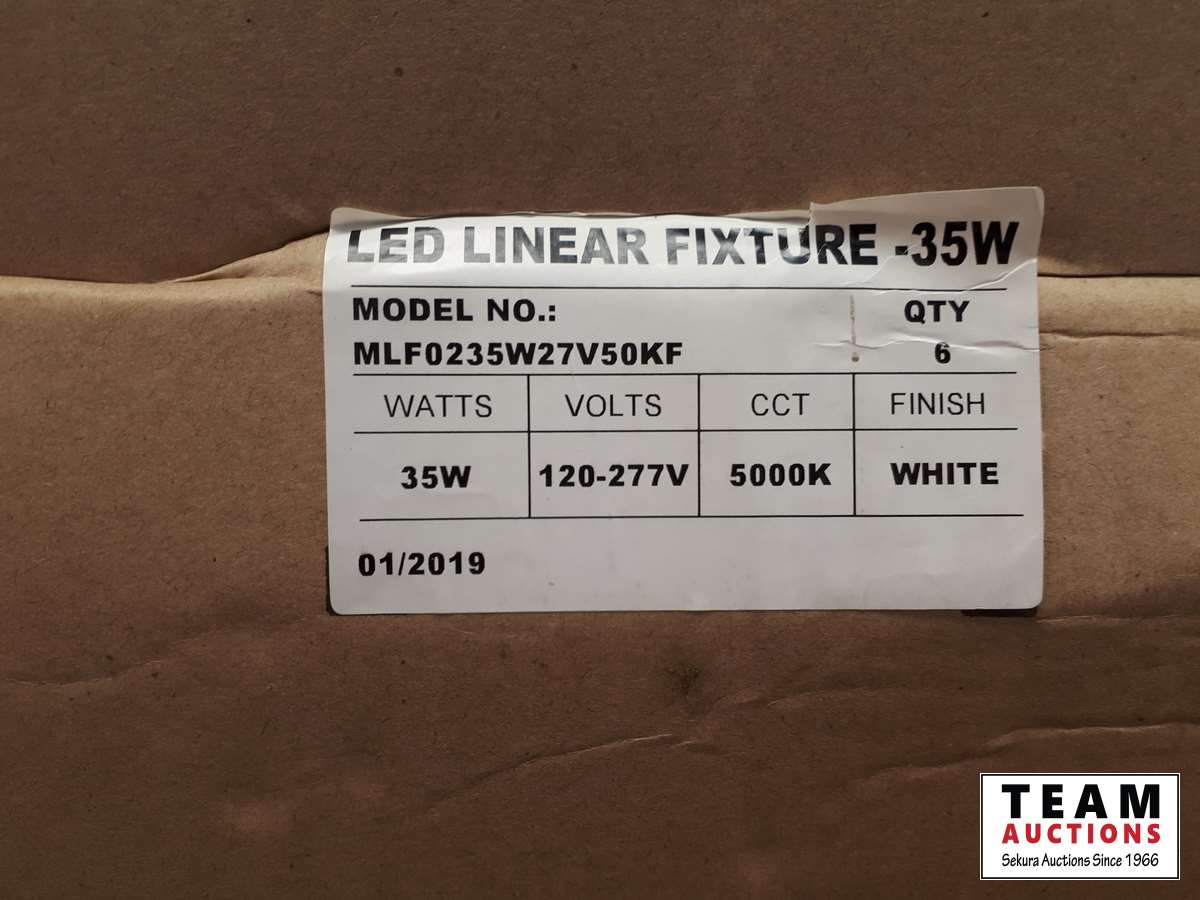 LED LINEAR FIXTURE -35W
MODEL NO.: QTY
MLF0235W27V50KF 6
WATTS VOLTS CCT FINISH
35W 120-277V 5000K WHITE
01/2019
TEAM
AUCTIONS
Sekura Auctions Since 1966